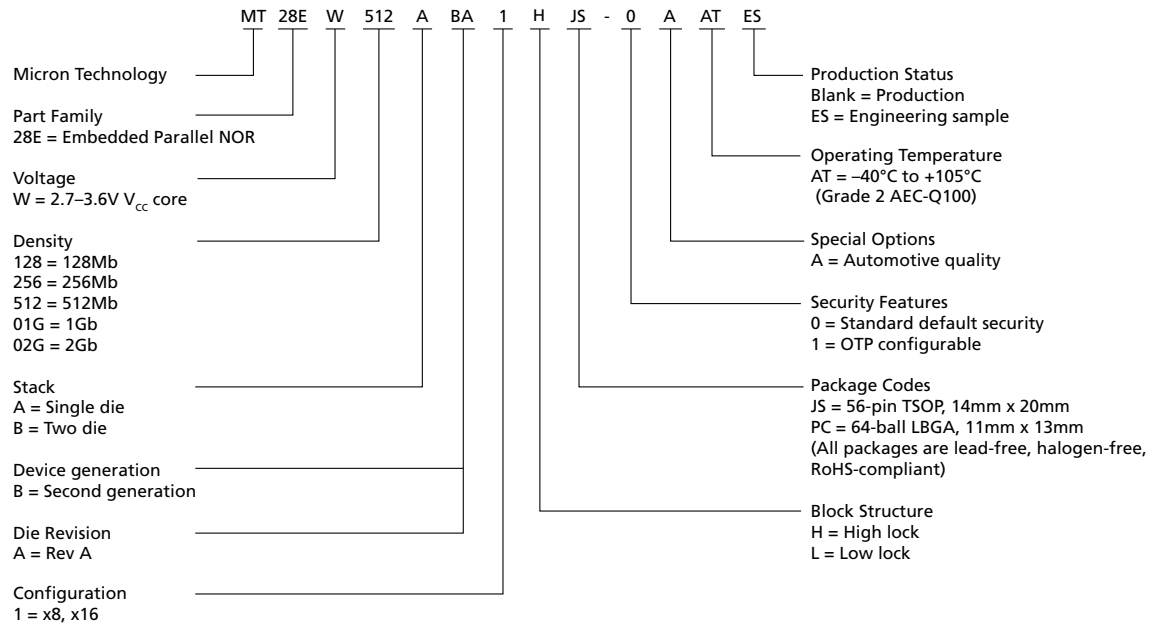 MT 28E W 512 A BA 1 H JS - 0 A AT ES
Micron Technology
Part Family
28E = Embedded Parallel NOR
Voltage
W = 2.7–3.6V VCC core
Density
128 = 128Mb
256 = 256Mb
512 = 512Mb
01G = 1Gb
02G = 2Gb
Stack
A = Single die
B = Two die
Device generation
B = Second generation
Die Revision
A = Rev A
Configuration
1 = x8, x16
Production Status
Blank = Production
ES = Engineering sample
Operating Temperature
AT = –40°C to +105°C
(Grade 2 AEC-Q100)
Special Options
A = Automotive quality
Security Features
0 = Standard default security
1 = OTP configurable
Package Codes
JS = 56-pin TSOP, 14mm x 20mm
PC = 64-ball LBGA, 11mm x 13mm
(All packages are lead-free, halogen-free,
RoHS-compliant)
Block Structure
H = High lock
L = Low lock